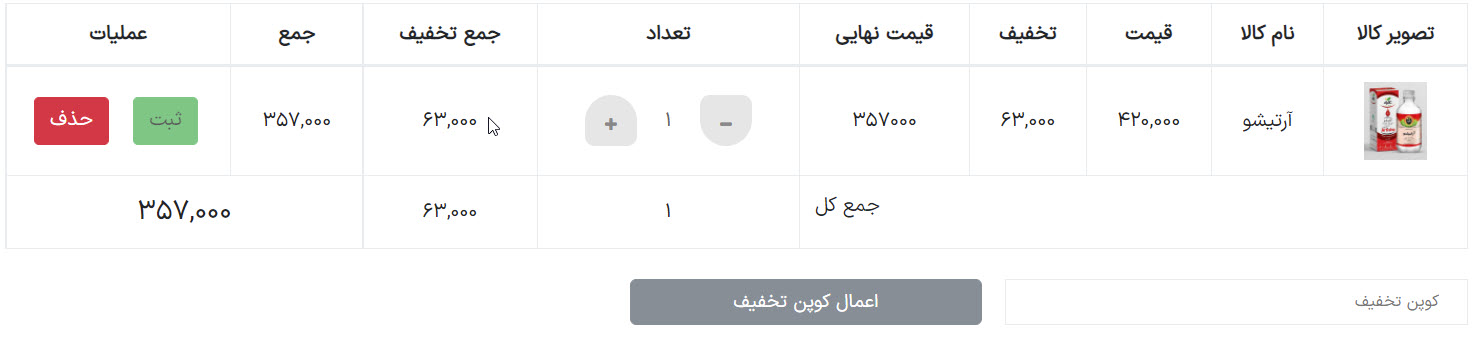 تصویر کالا نام کالا قیمت تخفیف قیمت نهایی تعداد جمع تخفیف جمع عملیات
آرتیشو ۴۲۰,۰۰۰ ۶۳,۰۰۰ ۳۵۷۰۰۰ − ۱ + ۶۳,۰۰۰ ۳۵۷,۰۰۰ ثبت حذف
جمع کل ۱ ۶۳,۰۰۰ ۳۵۷,۰۰۰
کوپن تخفیف اعمال کوپن تخفیف